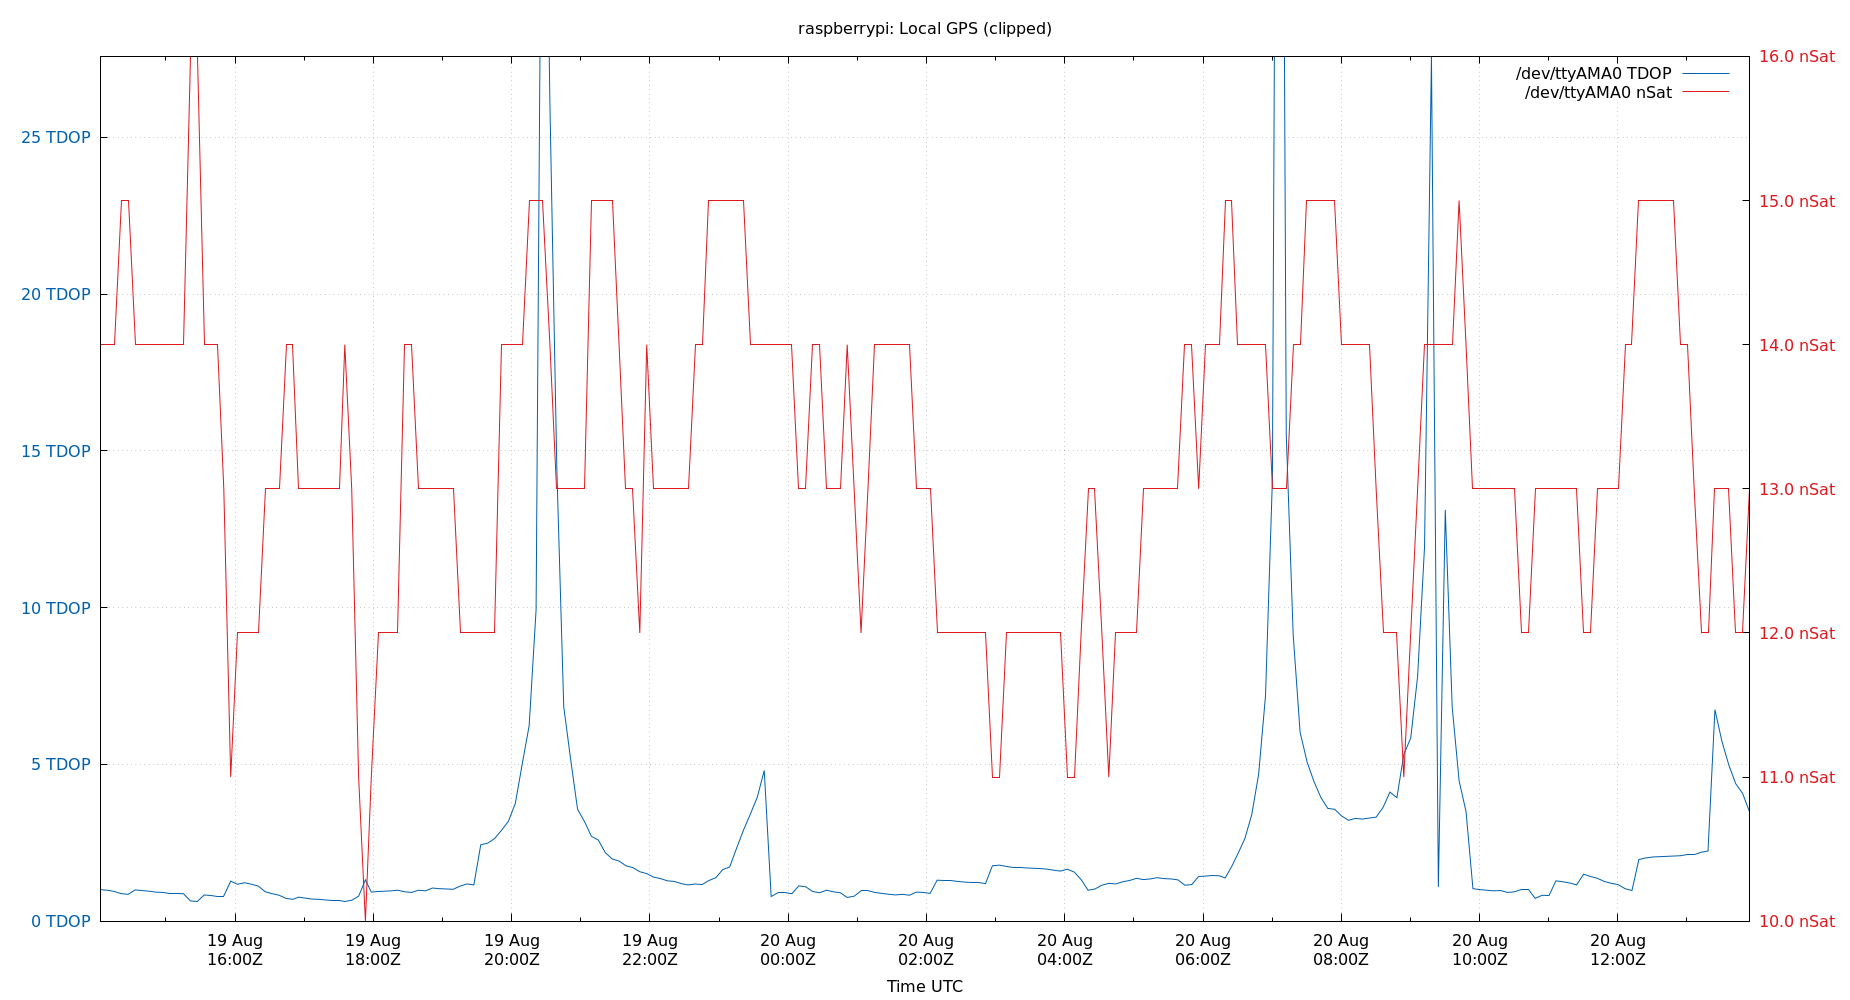 raspberrypi: Local GPS (clipped)
/dev/ttyAMA0 TDOP
/dev/ttyAMA0 nSat
25 TDOP
20 TDOP
15 TDOP
10 TDOP
5 TDOP
0 TDOP
16.0 nSat
15.0 nSat
14.0 nSat
13.0 nSat
12.0 nSat
11.0 nSat
10.0 nSat
19 Aug
16:00Z
19 Aug
18:00Z
19 Aug
20:00Z
19 Aug
22:00Z
20 Aug
00:00Z
20 Aug
02:00Z
20 Aug
04:00Z
20 Aug
06:00Z
20 Aug
08:00Z
20 Aug
10:00Z
20 Aug
12:00Z
Time UTC